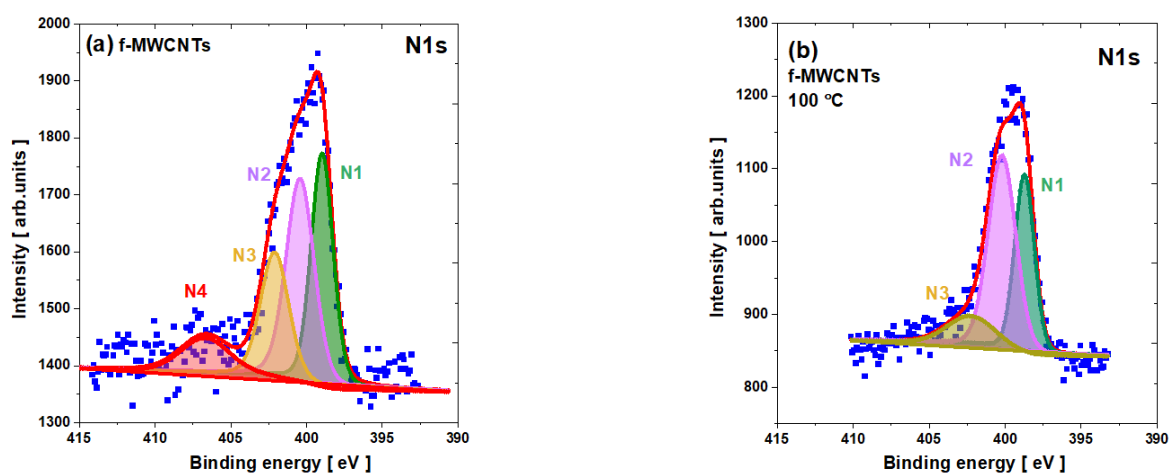 (a) f-MWCNTs
N1s
N1
N2
N3
N4
2000
1900
1800
1700
1600
1500
1400
1300
Intensity [ arb.units]
415
410
405
400
395
390
Binding energy [ eV ]
(b)
f-MWCNTs
100 °C
N1s
N2
N1
N3
1300
1200
1100
1000
900
800
Intensity [ arb.units]
415
410
405
400
395
390
Binding energy [ eV ]